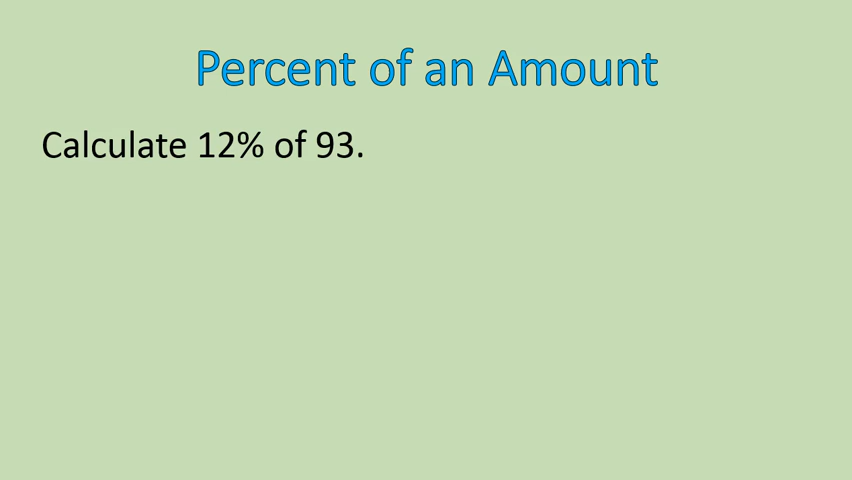 Percent of an Amount
Calculate 12% of 93.